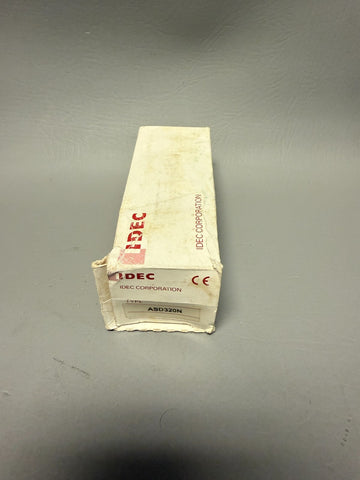 IDEC
IDEC CORPORATION
IDEC
CE
IDEC CORPORATION
TYPE
ASD320N